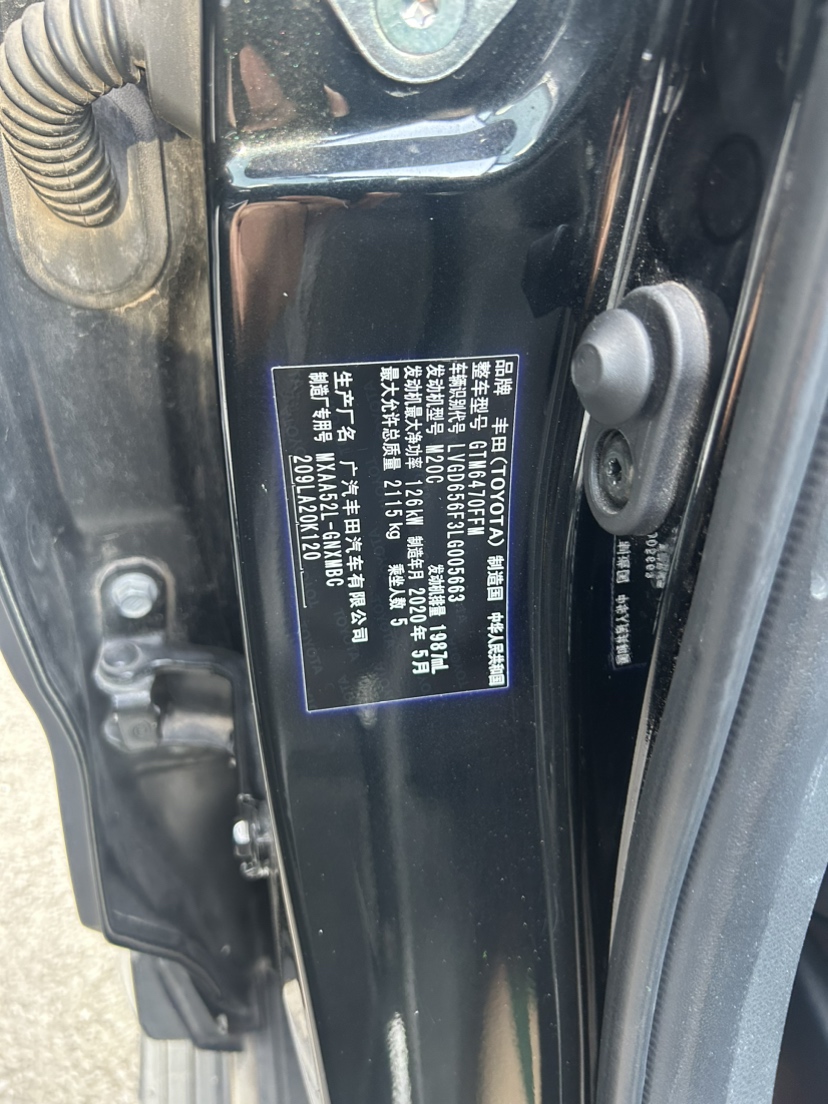 品牌 丰田(TOYOTA) 制造国 中华人民共和国
整车型号 GTM6470FFM
车辆识别代号 LVGD656F3LG005663
发动机型号 M20C 发动机排量 1987mL
发动机最大净功率 126kW 制造年月 2020年 5月
最大允许总质量 2115kg 乘坐人数 5
生产厂名 广汽丰田汽车有限公司
制造厂专用号 MXAA52L-GNXMBC
209LA20K120